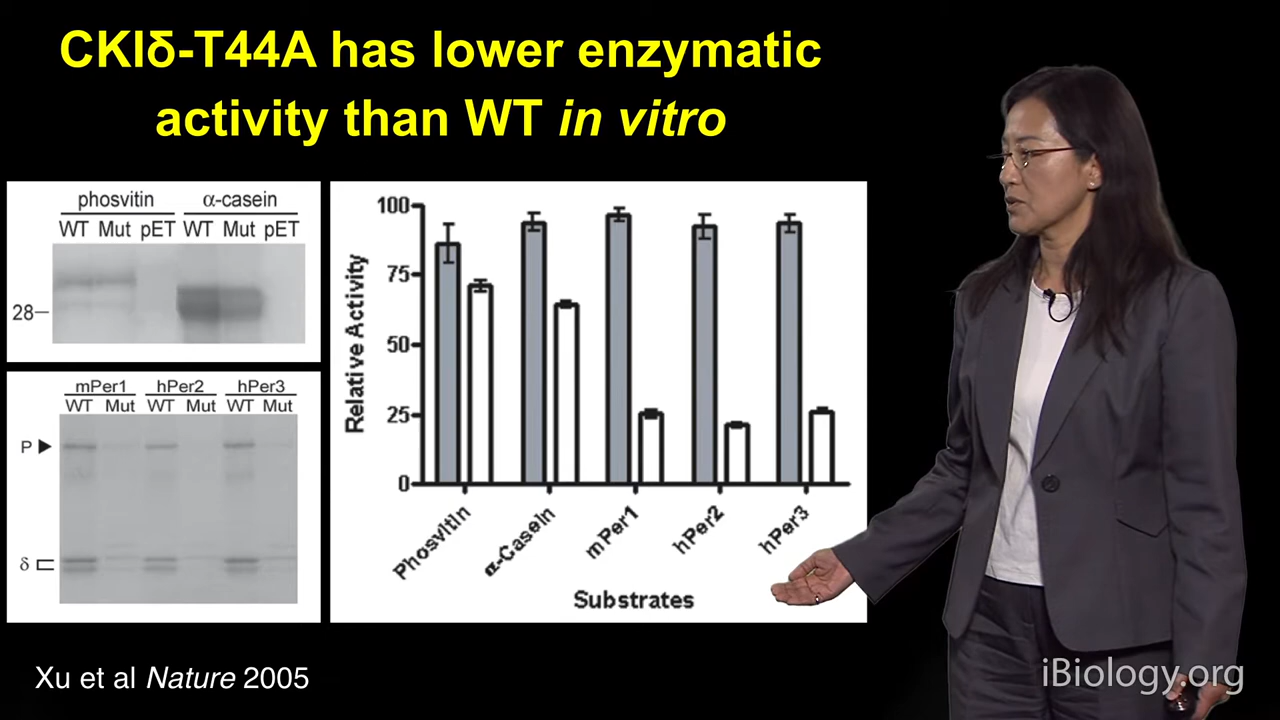 CKIδ-T44A has lower enzymatic
activity than WT in vitro
phosvitin α-casein
WT Mut pET WT Mut pET
28
mPer1 hPer2 hPer3
WT Mut WT Mut WT Mut
P
δ
100
75
50
25
0
Relative Activity
Phosvitin
α-Casein
mPer1
hPer2
hPer3
Substrates
Xu et al Nature 2005
iBiology.org